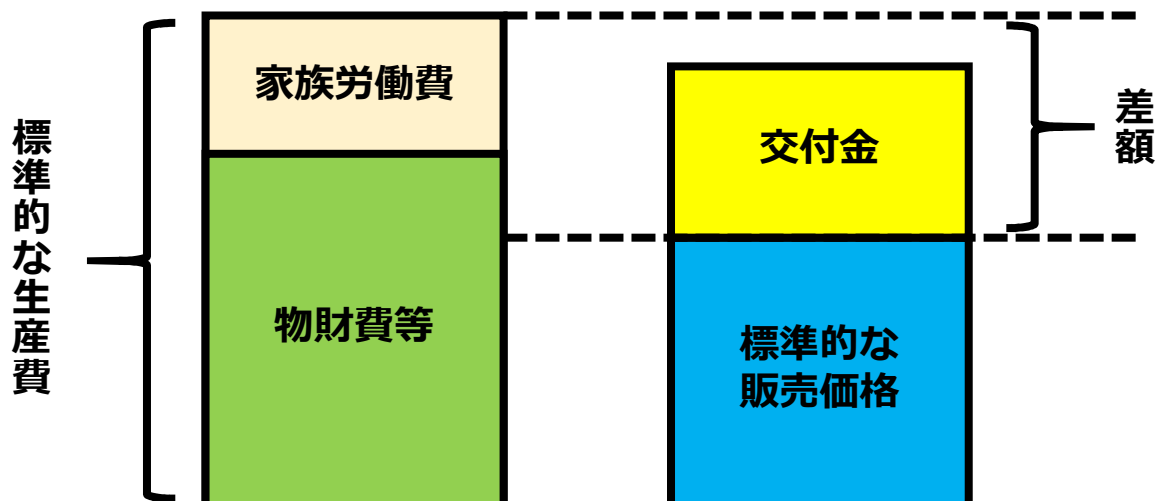 標準的な生産費
家族労働費
物財費等
交付金
標準的な
販売価格
差額